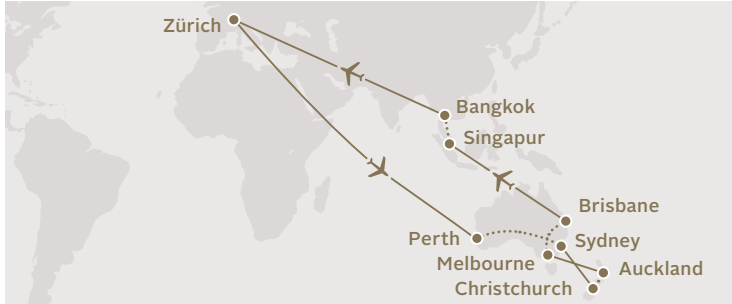 Zürich
Bangkok
Singapur
Brisbane
Perth
Sydney
Melbourne
Auckland
Christchurch